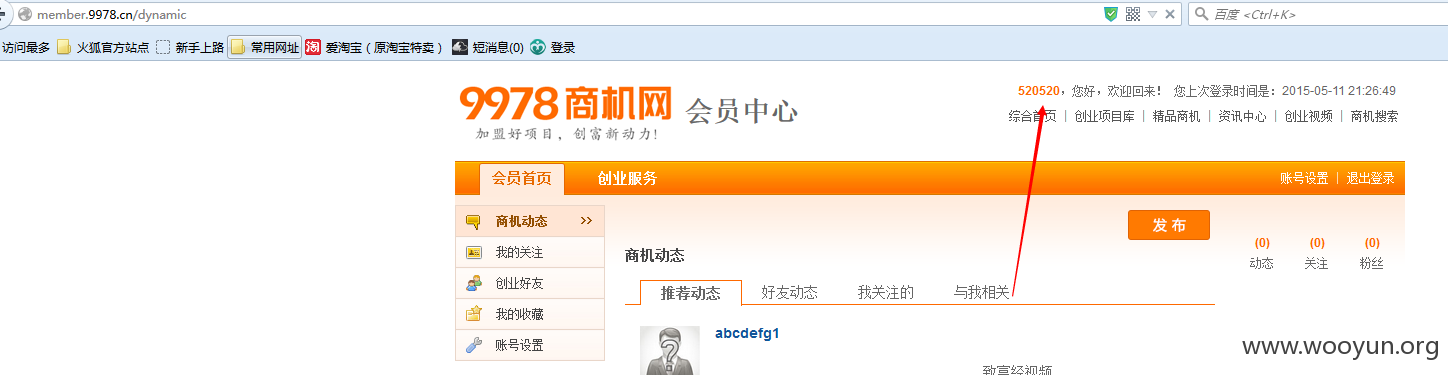 member.9978.cn/dynamic
百度 <Ctrl+K>
访问最多 火狐官方站点 新手上路 常用网址 淘 爱淘宝（原淘宝特卖） 短消息(0) 登录
9978商机网 会员中心
加盟好项目，创富新动力!
520520，您好，欢迎回来! 您上次登录时间是：2015-05-11 21:26:49
综合首页 | 创业项目库 | 精品商机 | 资讯中心 | 创业视频 | 商机搜索
会员首页 创业服务 账号设置 | 退出登录
商机动态 >>
我的关注
创业好友
我的收藏
账号设置
发 布
(0) (0) (0)
动态 关注 粉丝
商机动态
推荐动态 好友动态 我关注的 与我相关
abcdefg1
致富经视频
www.wooyun.org